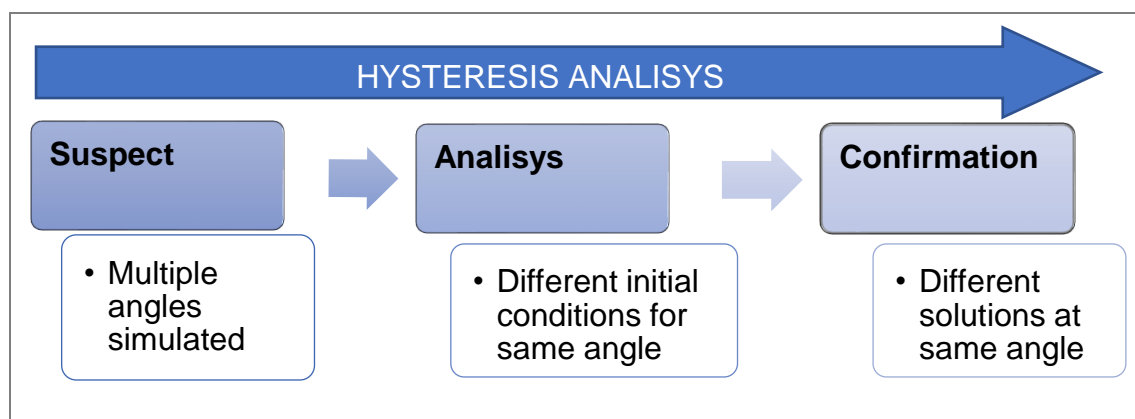 HYSTERESIS ANALISYS
Suspect
Analisys
Confirmation
• Multiple
angles
simulated
• Different initial
conditions for
same angle
• Different
solutions at
same angle